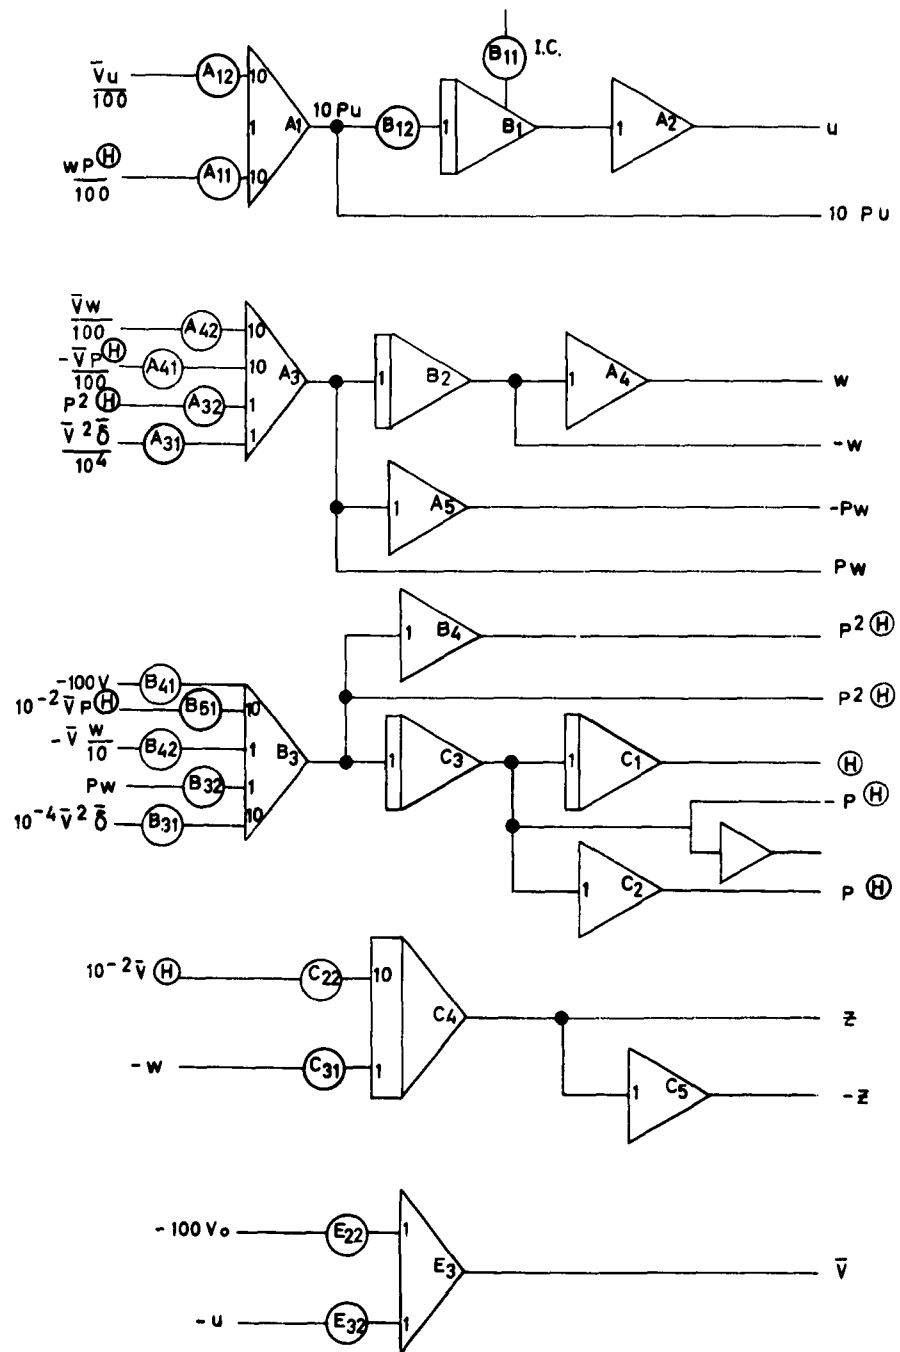 B11 I.C.
V̄u/100 A12 10
1 A1 10 Pu B12 1 B1 1 A2 u
wPⒽ/100 A11 10
10 Pu
V̄w/100 A42 10
-V̄PⒽ/100 A41 10 A3 1 B2 1 A4 w
P²Ⓗ A32 1
V̄²δ̄/10⁴ A31 1 -w
1 A5 -Pw
Pw
1 B4 P²Ⓗ
-100V B41
10⁻²V̄PⒽ B51 10 P²Ⓗ
-V̄ w/10 B42 1 B3 1 C3 1 C1 Ⓗ
Pw B32 1 -PⒽ
10⁻⁴V̄²δ̄ B31 10
1 C2 PⒽ
10⁻²V̄Ⓗ C22 10
C4 z
-w C31 1
1 C5 -z
-100Vo E22 1
E3 V̄
-u E32 1